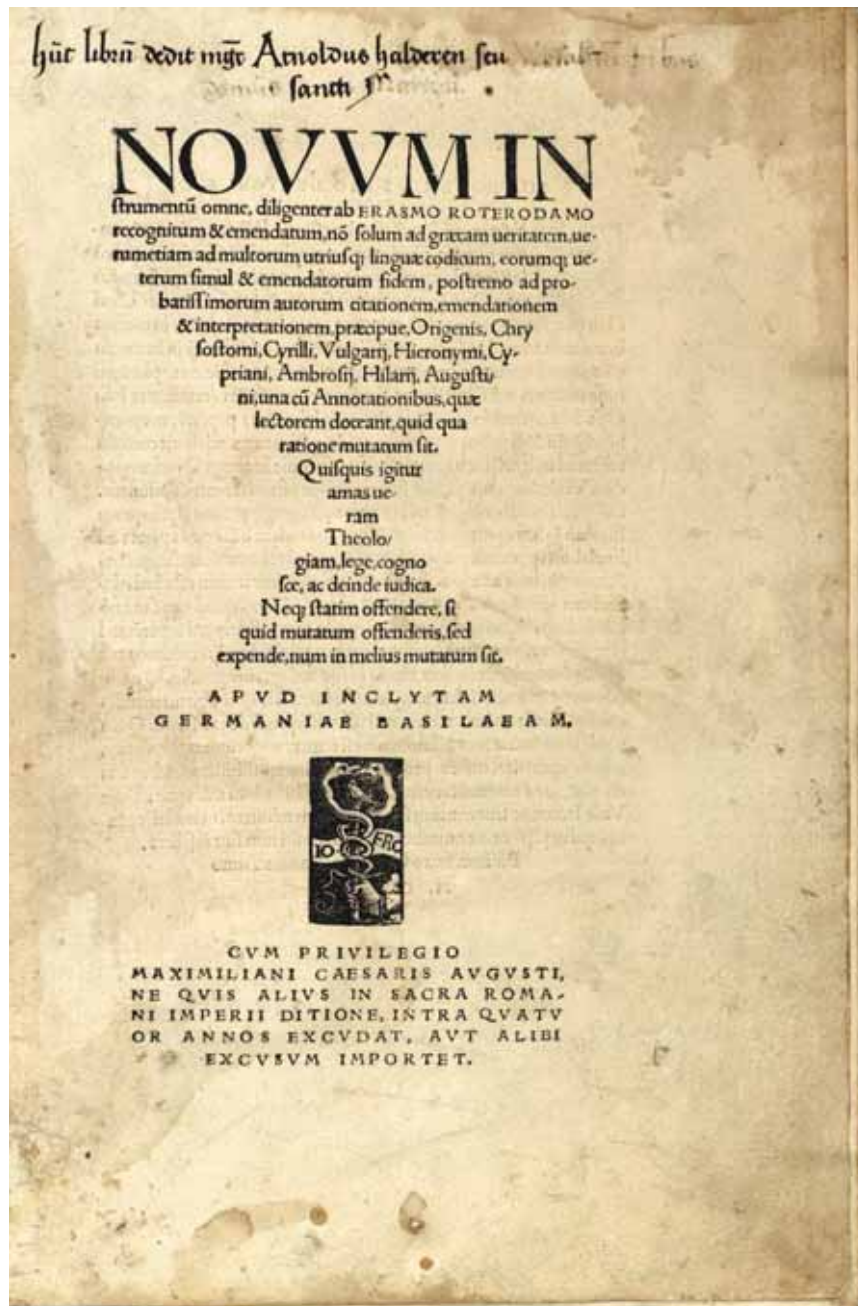 hūc librū dedit mgr Arnoldus halderen seu
sancti
NOVVM IN
strumentū omne, diligenter ab ERASMO ROTERODAMO
recognitum & emendatum, nō solum ad græcam ueritatem, ue-
rumetiam ad multorum utriusq; linguæ codicum, eorumq; ue-
terum simul & emendatorum fidem, postremo ad pro-
batissimorum autorum citationem, emendationem
& interpretationem, præcipue, Origenis, Chry
sostomi, Cyrilli, Vulgarij, Hieronymi, Cy-
priani, Ambrosij, Hilarij, Augusti/
ni, una cū Annotationibus, quæ
lectorem doceant, quid qua
ratione mutatum sit.
Quisquis igitur
amas ue-
ram
Theolo/
giam, lege, cogno
sce, ac deinde iudica.
Neq; statim offendere, si
quid mutatum offenderis, sed
expende, num in melius mutatum sit.
APVD INCLYTAM
GERMANIAE BASILAEAM.
IO FRO
CVM PRIVILEGIO
MAXIMILIANI CAESARIS AVGVSTI,
NE QVIS ALIVS IN SACRA ROMA-
NI IMPERII DITIONE, INTRA QVATV
OR ANNOS EXCVDAT, AVT ALIBI
EXCVSVM IMPORTET.